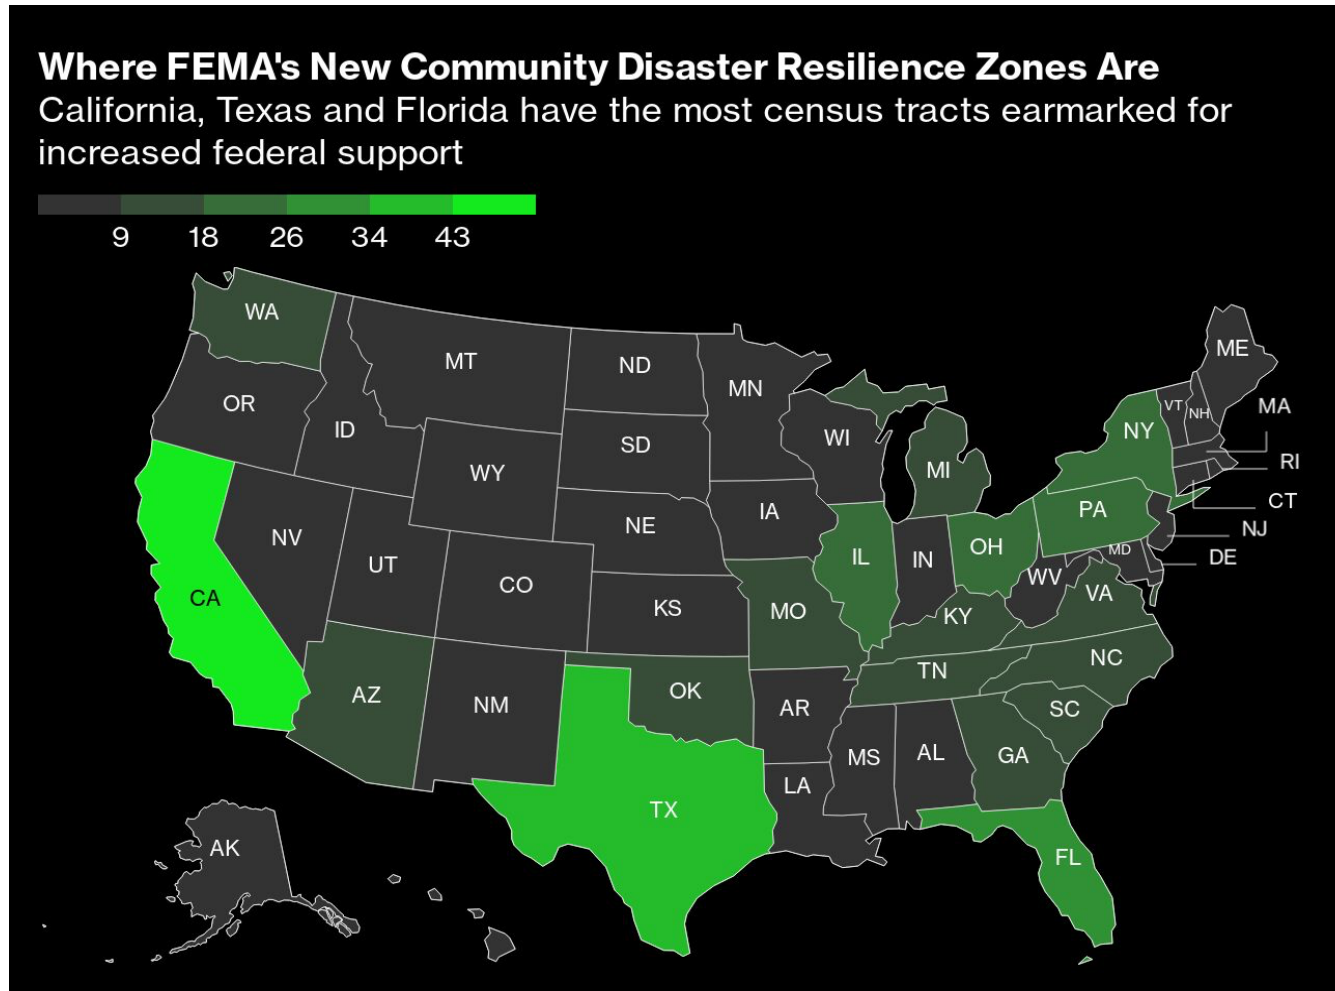 Where FEMA's New Community Disaster Resilience Zones Are
California, Texas and Florida have the most census tracts earmarked for
increased federal support
9 18 26 34 43
WA
MT
ND
MN
ME
OR
ID
SD
WI
MI
NY
VT
NH
MA
RI
CT
NJ
DE
WY
NE
IA
PA
NV
UT
CO
KS
MO
IL
IN
OH
MD
WV
VA
CA
KY
AZ
NM
OK
AR
TN
NC
SC
TX
LA
MS
AL
GA
FL
AK